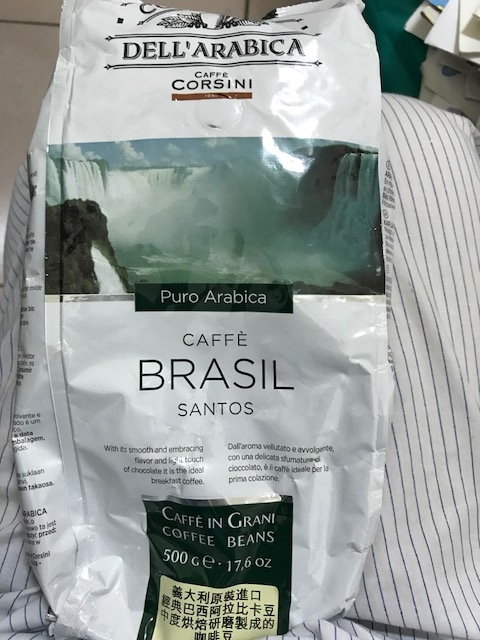 DELL'ARABICA
CAFFÈ
CORSINI
Puro Arabica
CAFFÈ
BRASIL
SANTOS
With its smooth and embracing
flavor and light touch
of chocolate it is the ideal
breakfast coffee.
Dall'aroma vellutato e avvolgente,
con una delicata sfumatura di
cioccolato, è il caffè ideale per la
prima colazione.
CAFFÈ IN GRANI
COFFEE BEANS
500 G e · 17,6 OZ
義大利原裝進口
經典巴西阿拉比卡豆
中度烘焙研磨製成的
咖啡豆